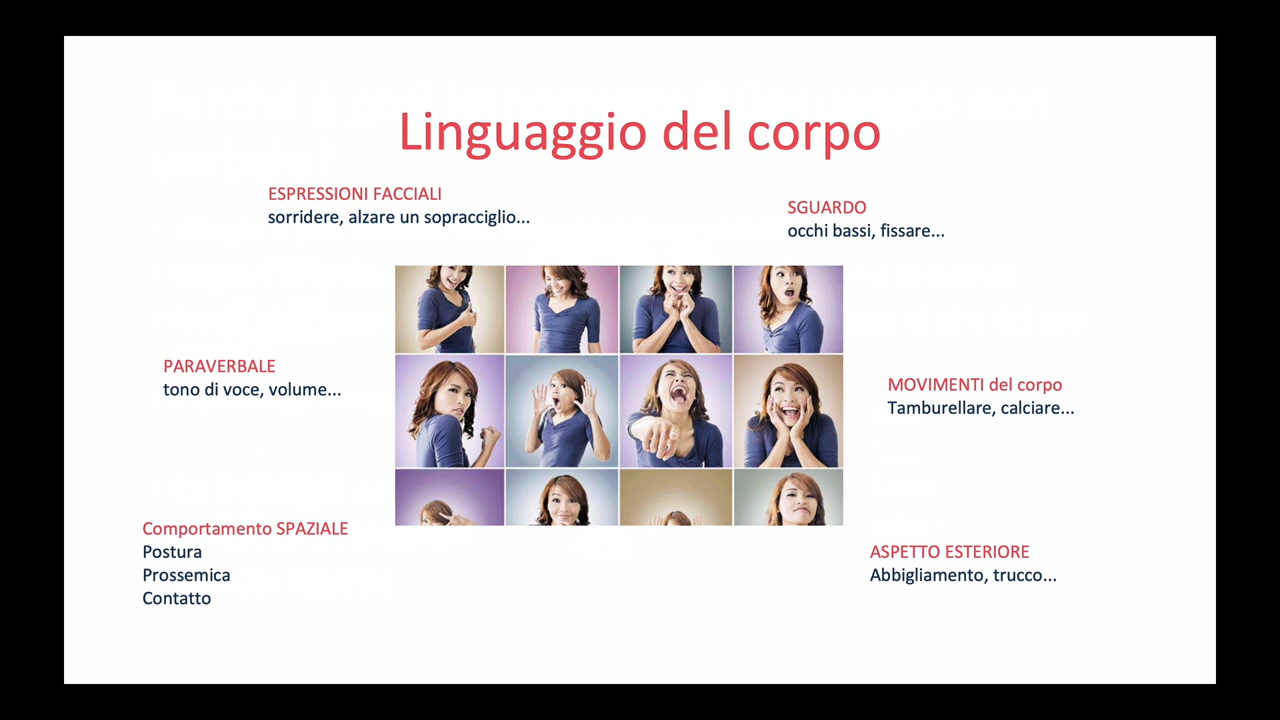 Linguaggio del corpo
ESPRESSIONI FACCIALI
sorridere, alzare un sopracciglio...
SGUARDO
occhi bassi, fissare...
PARAVERBALE
tono di voce, volume...
MOVIMENTI del corpo
Tamburellare, calciare...
Comportamento SPAZIALE
Postura
Prossemica
Contatto
ASPETTO ESTERIORE
Abbigliamento, trucco...